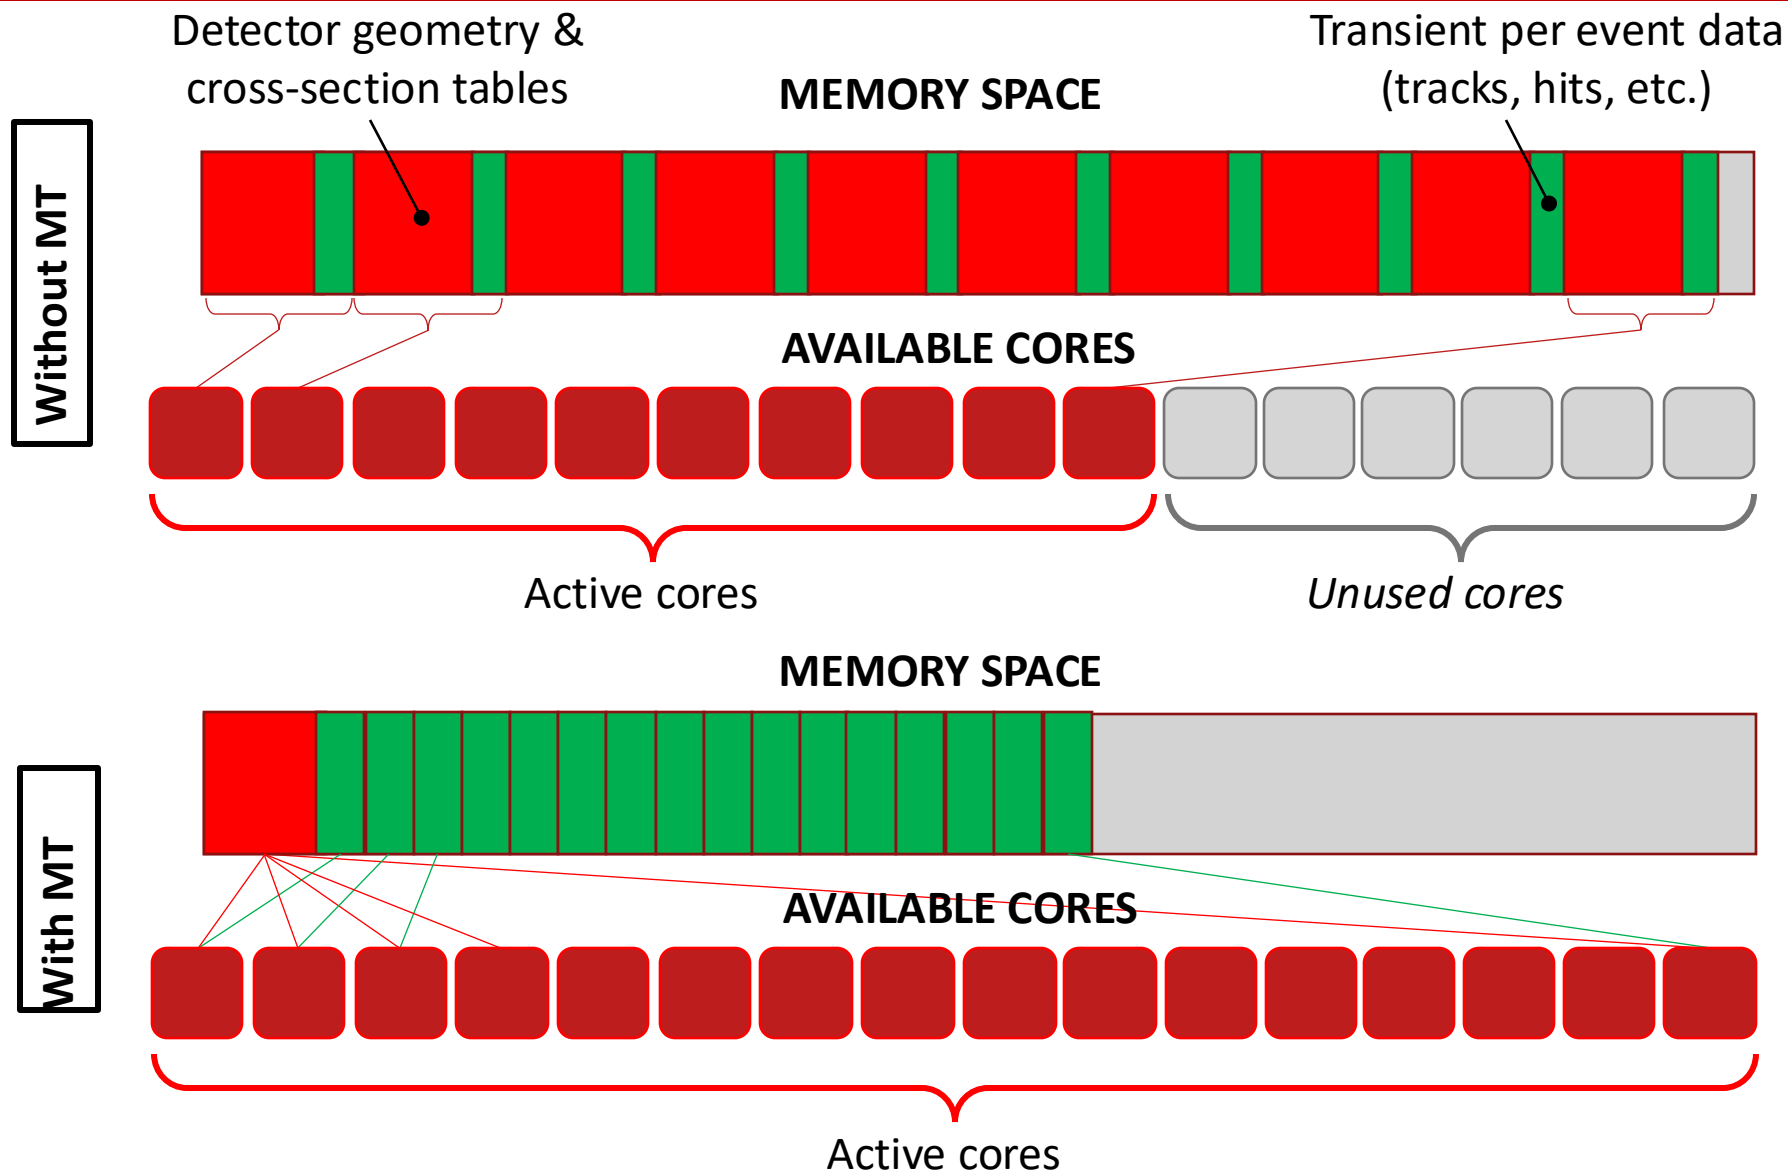 Detector geometry &
cross-section tables
Transient per event data
(tracks, hits, etc.)
MEMORY SPACE
Without MT
AVAILABLE CORES
Active cores
Unused cores
MEMORY SPACE
With MT
AVAILABLE CORES
Active cores